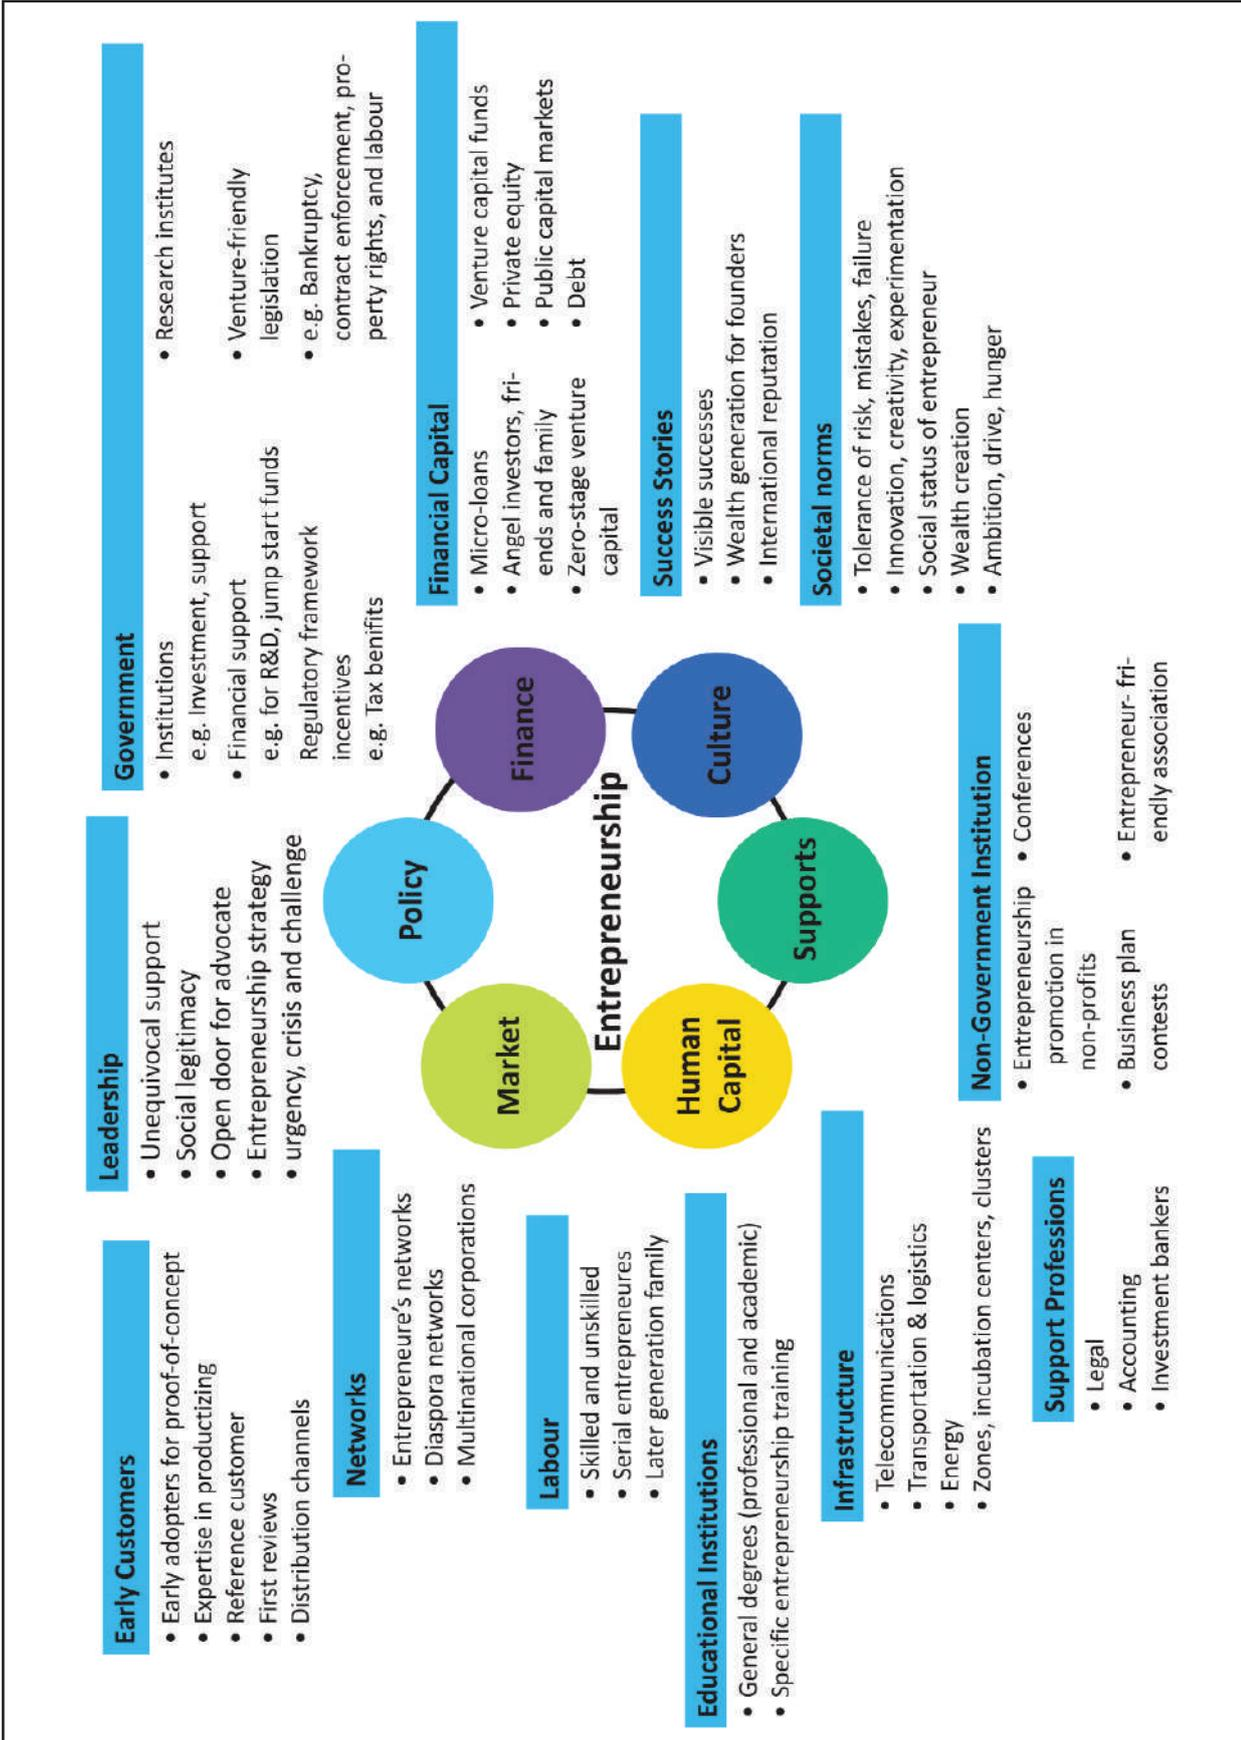 Early Customers
• Early adopters for proof-of-concept
• Expertise in productizing
• Reference customer
• First reviews
• Distribution channels
Leadership
• Unequivocal support
• Social legitimacy
• Open door for advocate
• Entrepreneurship strategy
• urgency, crisis and challenge
Government
• Institutions
e.g. Investment, support
• Financial support
e.g. for R&D, jump start funds
Regulatory framework
incentives
e.g. Tax benifits
• Research institutes
• Venture-friendly
legislation
• e.g. Bankruptcy,
contract enforcement, pro-
perty rights, and labour
Networks
• Entrepreneure's networks
• Diaspora networks
• Multinational corporations
Labour
• Skilled and unskilled
• Serial entrepreneures
• Later generation family
Educational Institutions
• General degrees (professional and academic)
• Specific entrepreneurship training
Policy
Market
Finance
Entrepreneurship
Human
Capital
Culture
Supports
Financial Capital
• Micro-loans
• Angel investors, fri-
ends and family
• Zero-stage venture
capital
• Venture capital funds
• Private equity
• Public capital markets
• Debt
Success Stories
• Visible successes
• Wealth generation for founders
• International reputation
Societal norms
• Tolerance of risk, mistakes, failure
• Innovation, creativity, experimentation
• Social status of entrepreneur
• Wealth creation
• Ambition, drive, hunger
Infrastructure
• Telecommunications
• Transportation & logistics
• Energy
• Zones, incubation centers, clusters
Support Professions
• Legal
• Accounting
• Investment bankers
Non-Government Institution
• Entrepreneurship
promotion in
non-profits
• Business plan
contests
• Conferences
• Entrepreneur- fri-
endly association